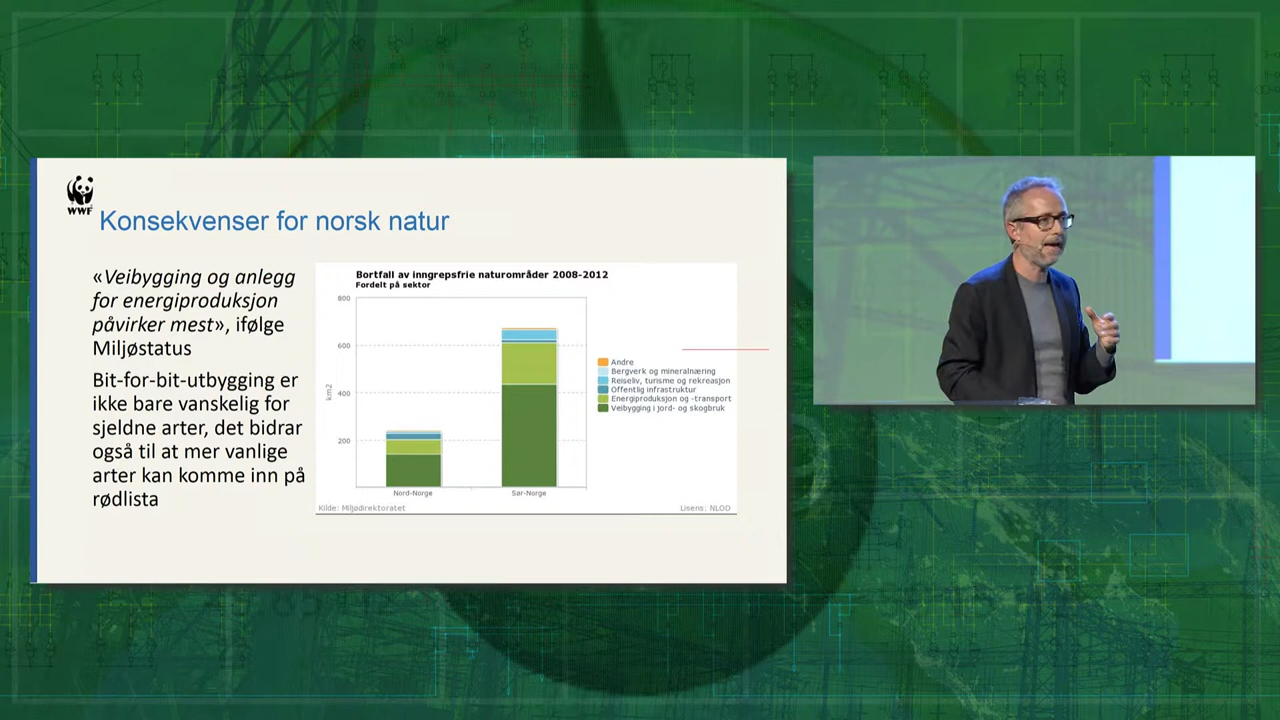 WWF
Konsekvenser for norsk natur
«Veibygging og anlegg
for energiproduksjon
påvirker mest», ifølge
Miljøstatus
Bit-for-bit-utbygging er
ikke bare vanskelig for
sjeldne arter, det bidrar
også til at mer vanlige
arter kan komme inn på
rødlista
Bortfall av inngrepsfrie naturområder 2008-2012
Fordelt på sektor
800
600
400
200
km2
Nord-Norge
Sør-Norge
Andre
Bergverk og mineralnæring
Reiseliv, turisme og rekreasjon
Offentlig infrastruktur
Energiproduksjon og -transport
Veibygging i jord- og skogbruk
Kilde: Miljødirektoratet
Lisens: NLOD